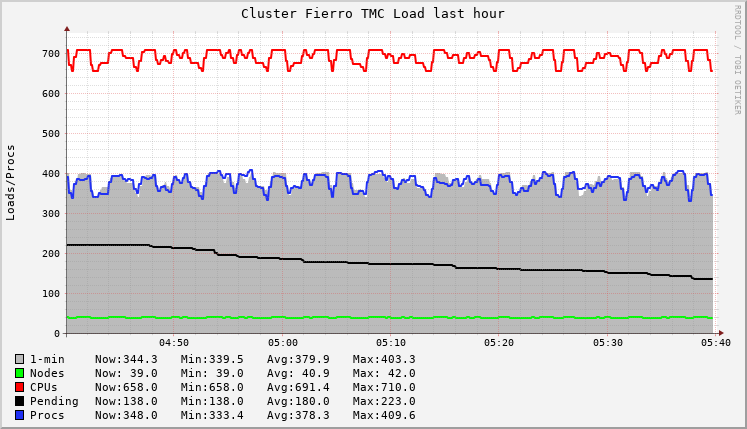 Cluster Fierro TMC Load last hour
RRDTOOL / TOBI OETIKER
Loads/Procs
700
600
500
400
300
200
100
0
04:50 05:00 05:10 05:20 05:30 05:40
1-min Now:344.3 Min:339.5 Avg:379.9 Max:403.3
Nodes Now: 39.0 Min: 39.0 Avg: 40.9 Max: 42.0
CPUs Now:658.0 Min:658.0 Avg:691.4 Max:710.0
Pending Now:138.0 Min:138.0 Avg:180.0 Max:223.0
Procs Now:348.0 Min:333.4 Avg:378.3 Max:409.6